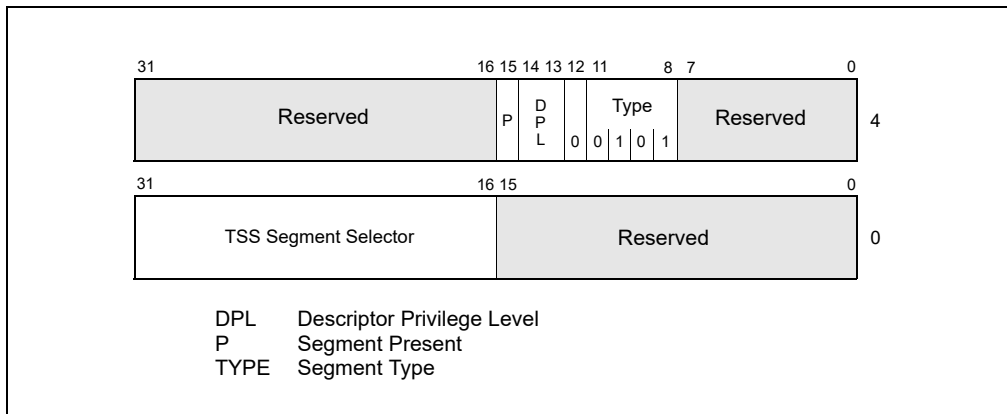 31 16 15 14 13 12 11 8 7 0
Reserved P DPL 0 Type 0 1 0 1 Reserved 4
31 16 15 0
TSS Segment Selector Reserved 0
DPL Descriptor Privilege Level
P Segment Present
TYPE Segment Type